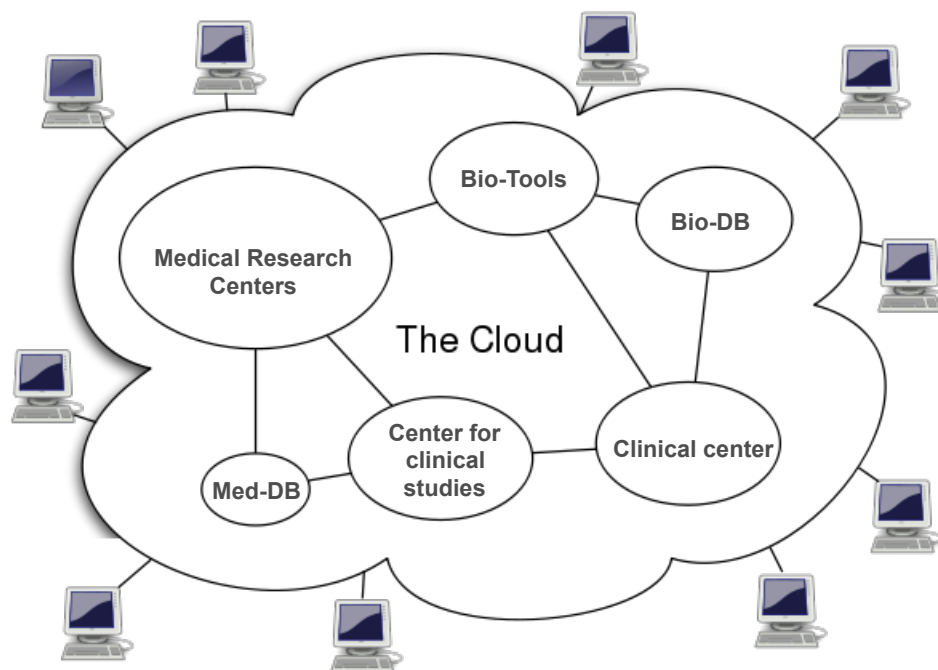 Bio-Tools
Bio-DB
Medical Research
Centers
The Cloud
Center for
clinical
studies
Clinical center
Med-DB